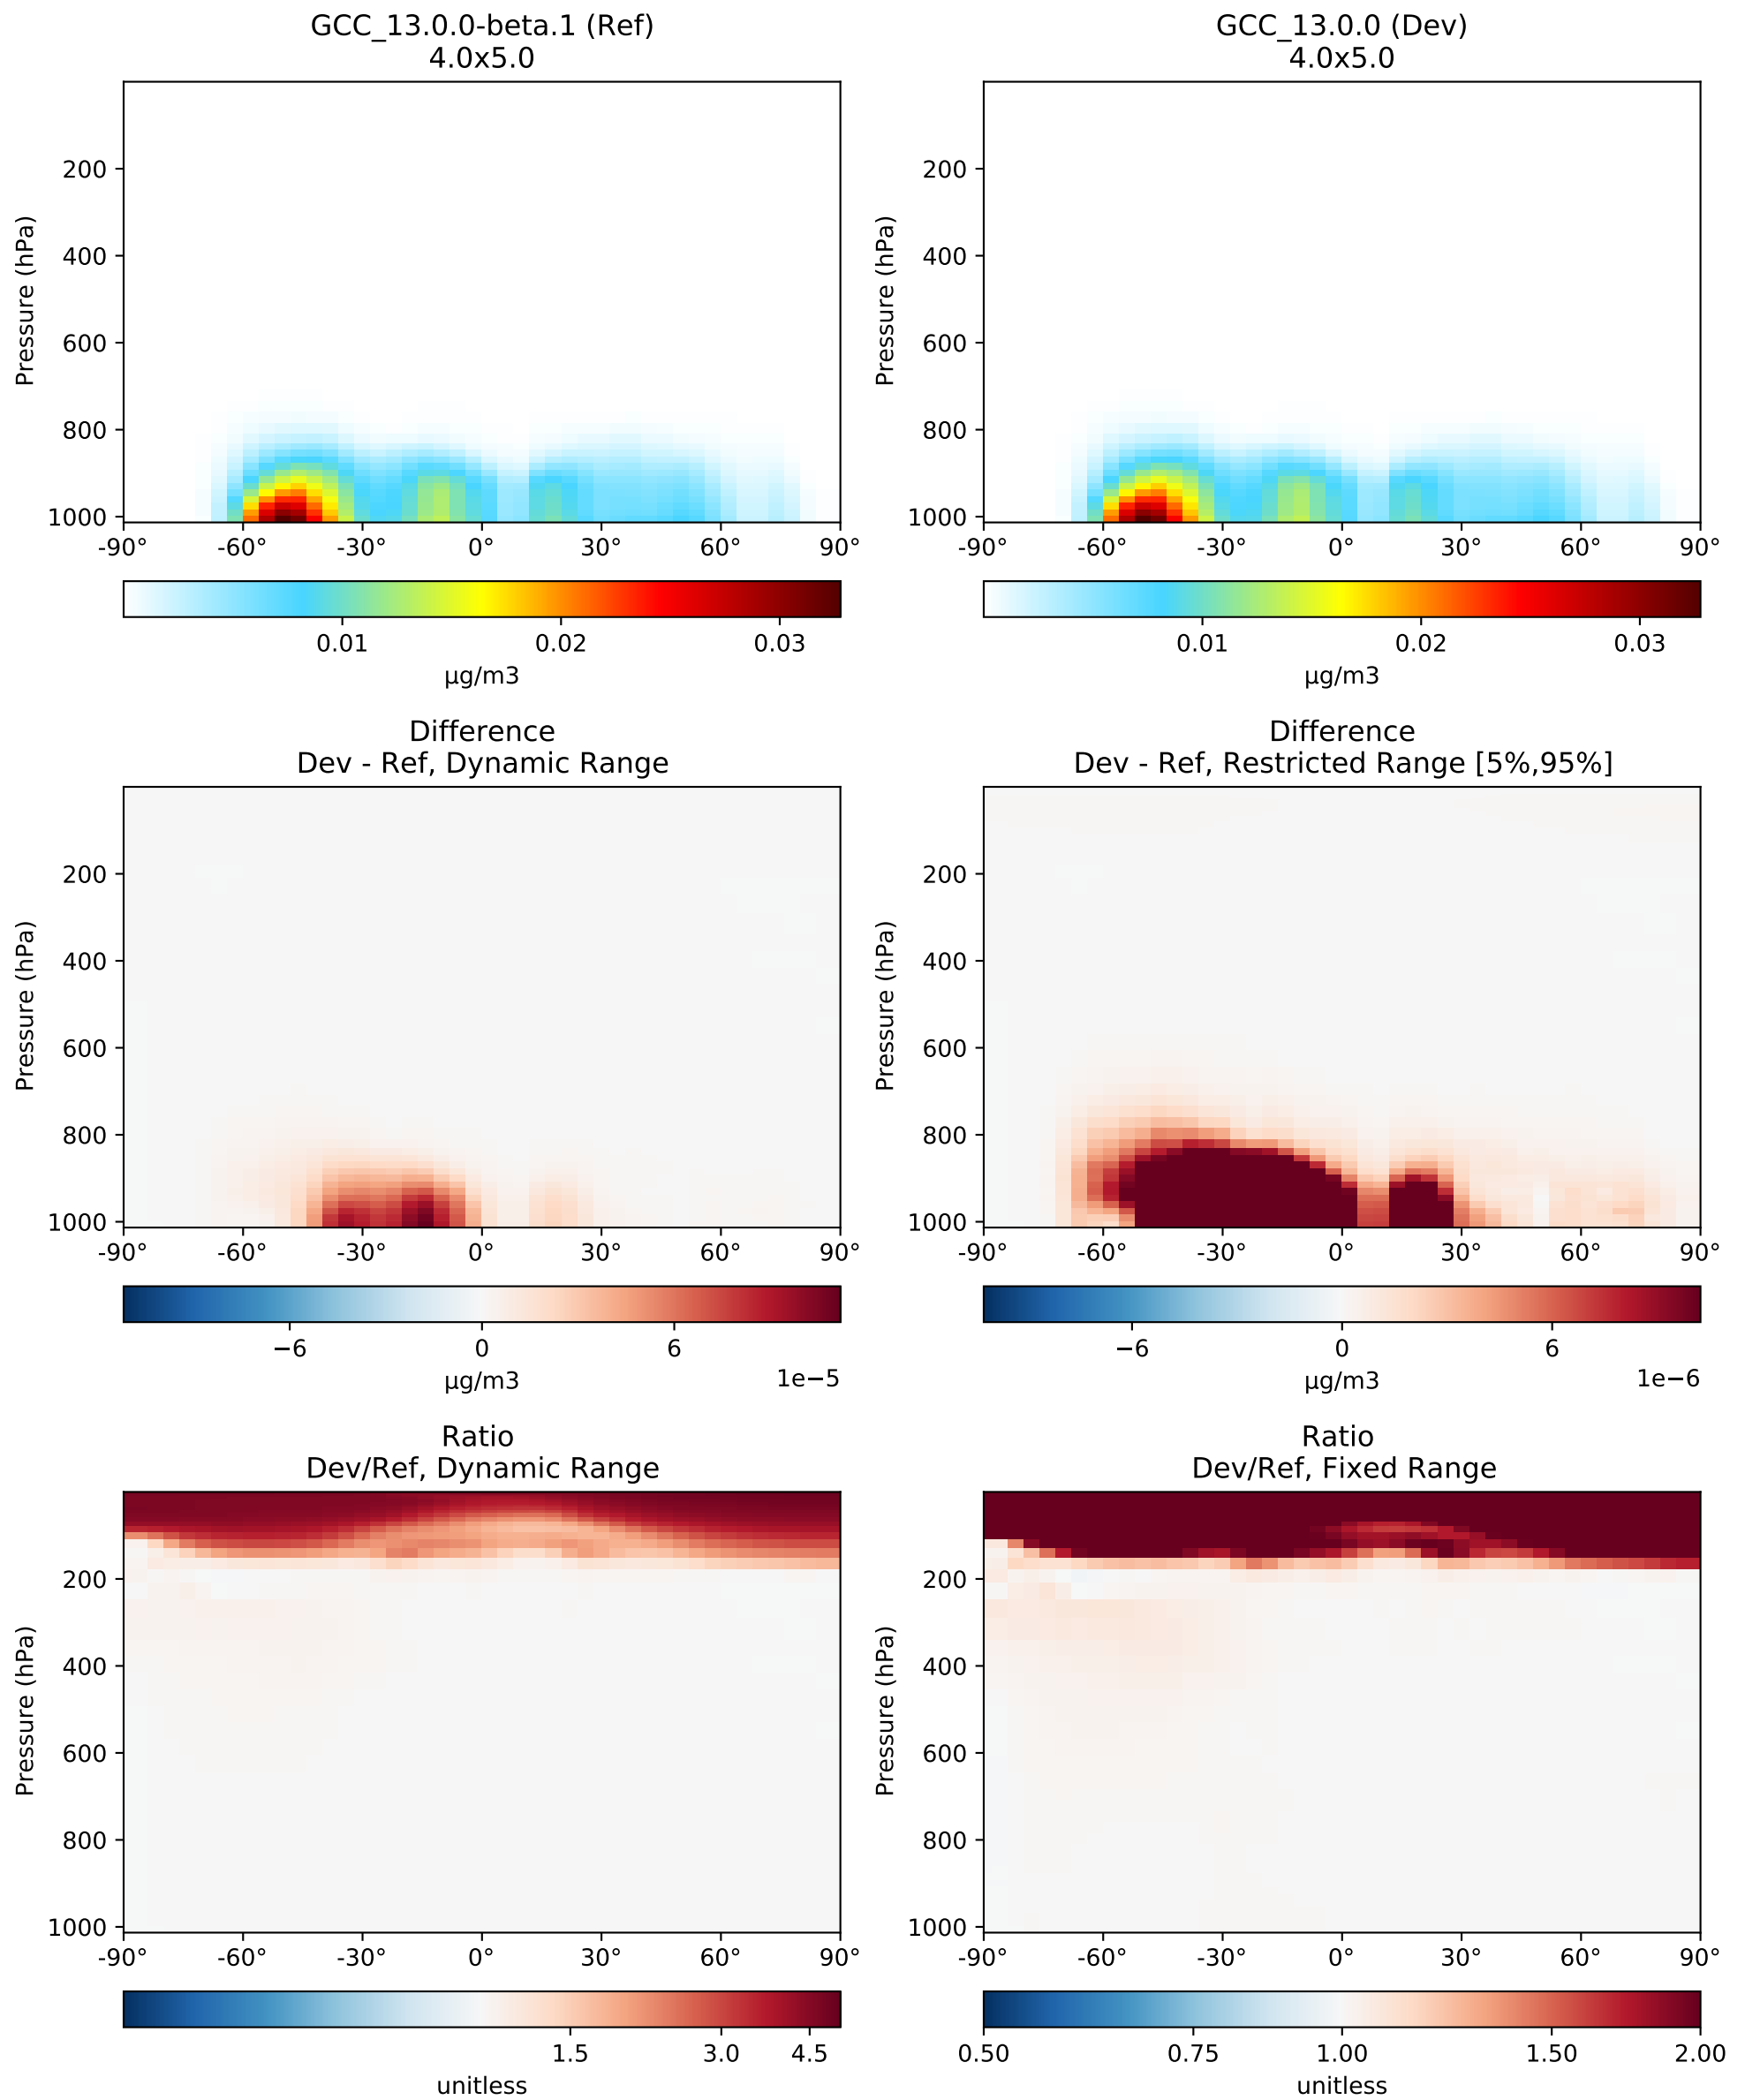 GCC_13.0.0-beta.1 (Ref)
4.0x5.0
GCC_13.0.0 (Dev)
4.0x5.0
Pressure (hPa)
200
400
600
800
1000
-90° -60° -30° 0° 30° 60° 90°
0.01 0.02 0.03
µg/m3
Pressure (hPa)
200
400
600
800
1000
-90° -60° -30° 0° 30° 60° 90°
0.01 0.02 0.03
µg/m3
Difference
Dev - Ref, Dynamic Range
Pressure (hPa)
200
400
600
800
1000
-90° -60° -30° 0° 30° 60° 90°
−6 0 6
µg/m3 1e−5
Difference
Dev - Ref, Restricted Range [5%,95%]
Pressure (hPa)
200
400
600
800
1000
-90° -60° -30° 0° 30° 60° 90°
−6 0 6
µg/m3 1e−6
Ratio
Dev/Ref, Dynamic Range
Pressure (hPa)
200
400
600
800
1000
-90° -60° -30° 0° 30° 60° 90°
1.5 3.0 4.5
unitless
Ratio
Dev/Ref, Fixed Range
Pressure (hPa)
200
400
600
800
1000
-90° -60° -30° 0° 30° 60° 90°
0.50 0.75 1.00 1.50 2.00
unitless